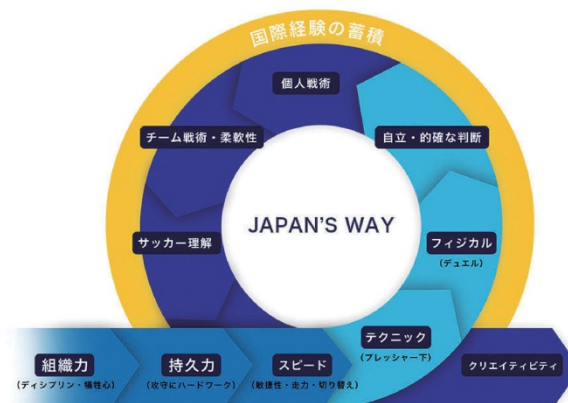 国際経験の蓄積
個人戦術
チーム戦術・柔軟性
自立・的確な判断
JAPAN'S WAY
サッカー理解
フィジカル
(デュエル)
テクニック
(プレッシャー下)
組織力
(ディシプリン・犠牲心)
持久力
(攻守にハードワーク)
スピード
(敏捷性・走力・切り替え)
クリエイティビティ